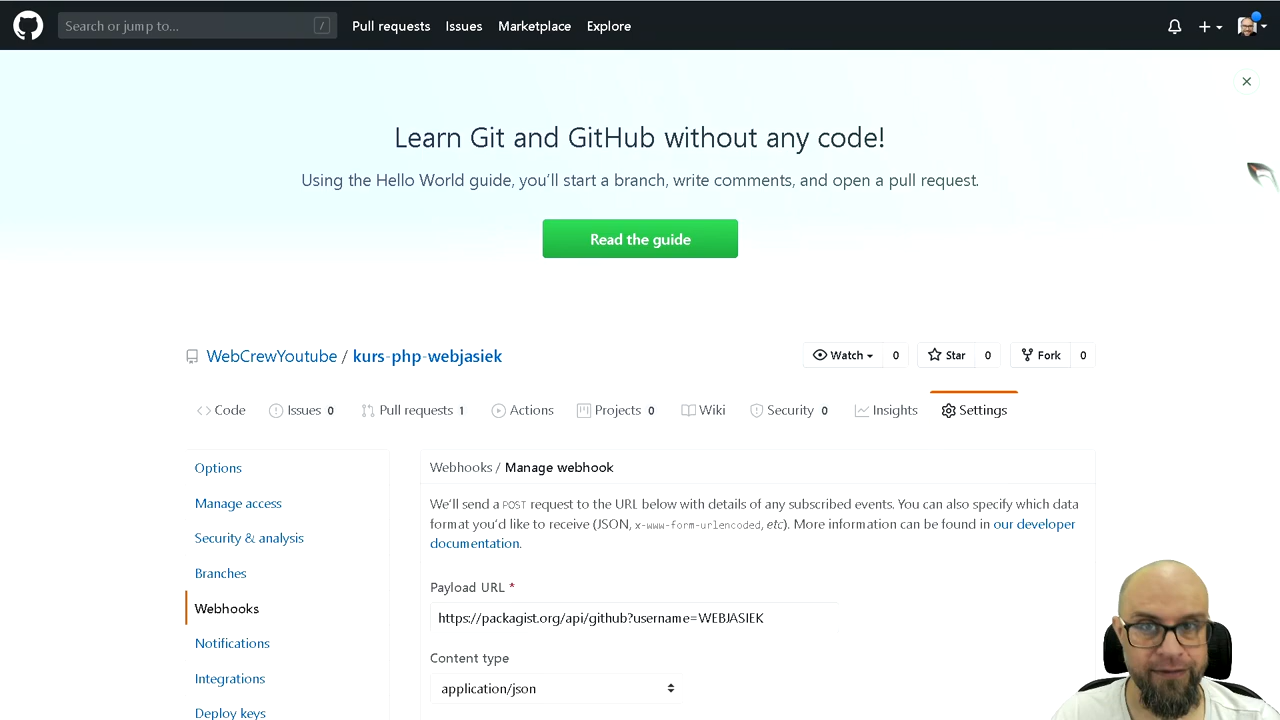 Search or jump to... /
Pull requests Issues Marketplace Explore
Learn Git and GitHub without any code!
Using the Hello World guide, you'll start a branch, write comments, and open a pull request.
Read the guide
WebCrewYoutube / kurs-php-webjasiek
Watch 0 Star 0 Fork 0
Code Issues 0 Pull requests 1 Actions Projects 0 Wiki Security 0 Insights Settings
Options
Manage access
Security & analysis
Branches
Webhooks
Notifications
Integrations
Deploy keys
Webhooks / Manage webhook
We'll send a POST request to the URL below with details of any subscribed events. You can also specify which data
format you'd like to receive (JSON, x-www-form-urlencoded, etc). More information can be found in our developer
documentation.
Payload URL *
https://packagist.org/api/github?username=WEBJASIEK
Content type
application/json